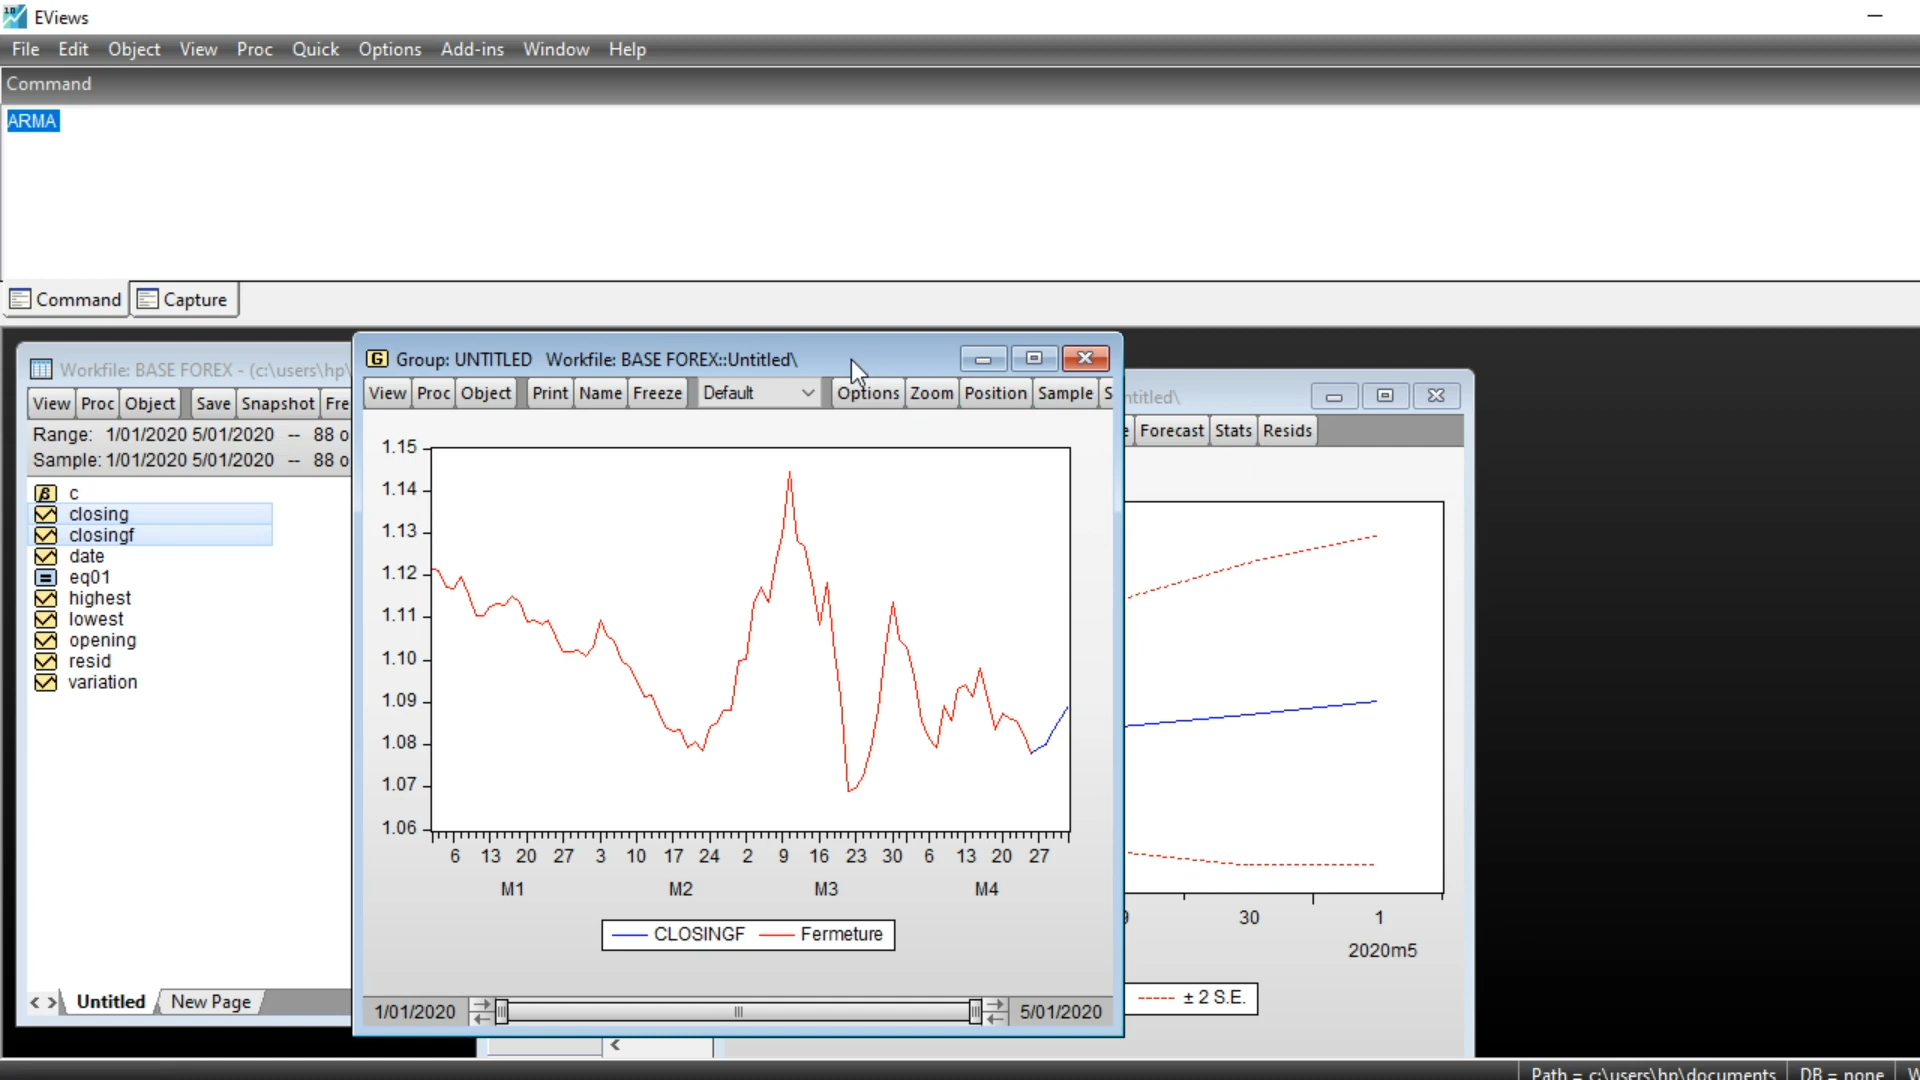 EViews
File Edit Object View Proc Quick Options Add-ins Window Help
Command
ARMA
Command Capture
Workfile: BASE FOREX - (c:\users\hp\
View Proc Object Save Snapshot Fre
Range: 1/01/2020 5/01/2020 -- 88 o
Sample: 1/01/2020 5/01/2020 -- 88 o
c
closing
closingf
date
eq01
highest
lowest
opening
resid
variation
Untitled New Page
Group: UNTITLED Workfile: BASE FOREX::Untitled\
View Proc Object Print Name Freeze Default Options Zoom Position Sample S
1.15
1.14
1.13
1.12
1.11
1.10
1.09
1.08
1.07
1.06
6 13 20 27 3 10 17 24 2 9 16 23 30 6 13 20 27
M1 M2 M3 M4
CLOSINGF Fermeture
1/01/2020 5/01/2020
ntitled\
e Forecast Stats Resids
30 1
2020m5
± 2 S.E.
Path = c:\users\hp\documents DB = none W